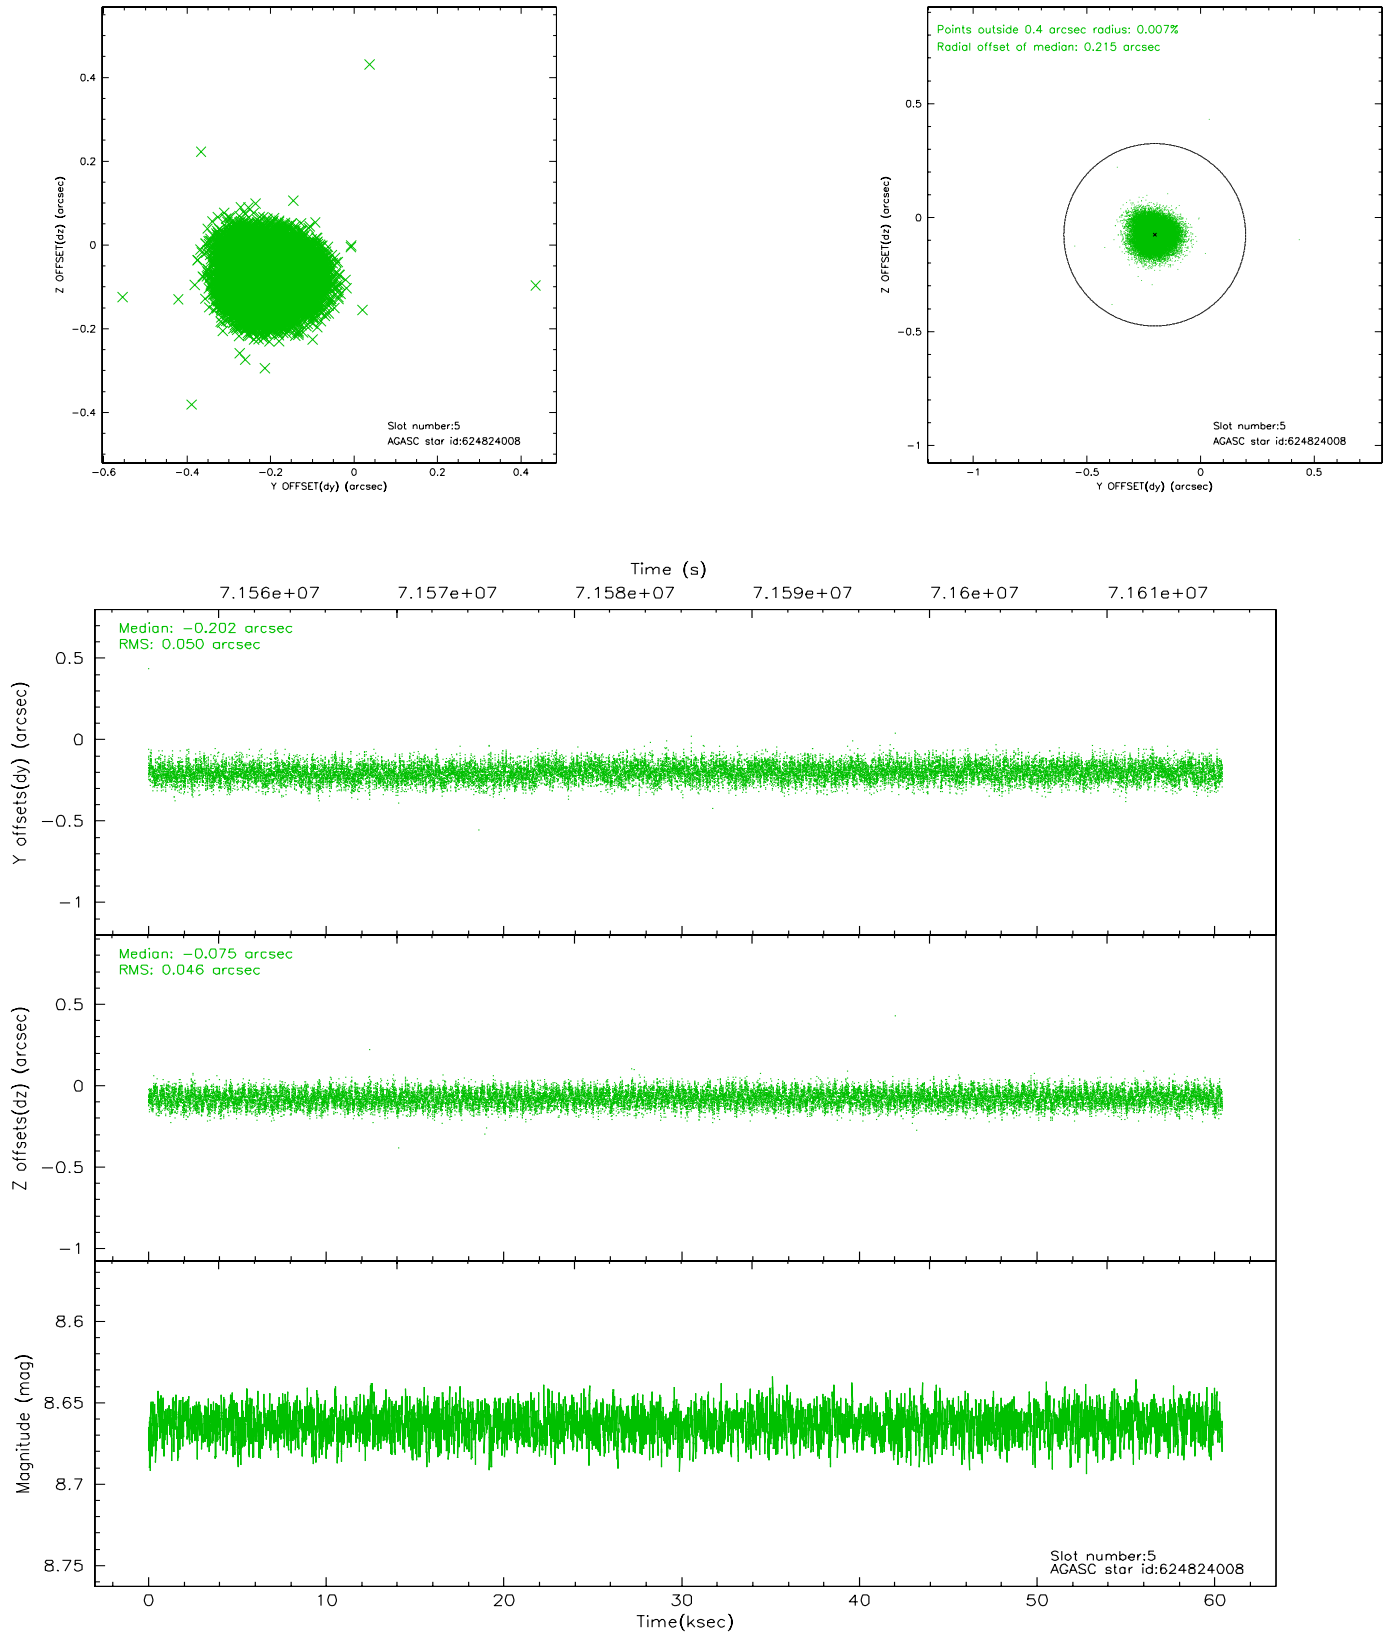 0.4
0.2
0
−0.2
−0.4
Z OFFSET(dz) (arcsec)
Slot number:5
AGASC star id:624824008
−0.6 −0.4 −0.2 0 0.2 0.4
Y OFFSET(dy) (arcsec)
Points outside 0.4 arcsec radius: 0.007%
Radial offset of median: 0.215 arcsec
0.5
0
−0.5
−1
Z OFFSET(dz) (arcsec)
Slot number:5
AGASC star id:624824008
−1 −0.5 0 0.5
Y OFFSET(dy) (arcsec)
Time (s)
7.156e+07 7.157e+07 7.158e+07 7.159e+07 7.16e+07 7.161e+07
Median: −0.202 arcsec
RMS: 0.050 arcsec
0.5
0
−0.5
−1
Y offsets(dy) (arcsec)
Median: −0.075 arcsec
RMS: 0.046 arcsec
0.5
0
−0.5
−1
Z offsets(dz) (arcsec)
8.6
8.65
8.7
8.75
Magnitude (mag)
Slot number:5
AGASC star id:624824008
0 10 20 30 40 50 60
Time(ksec)